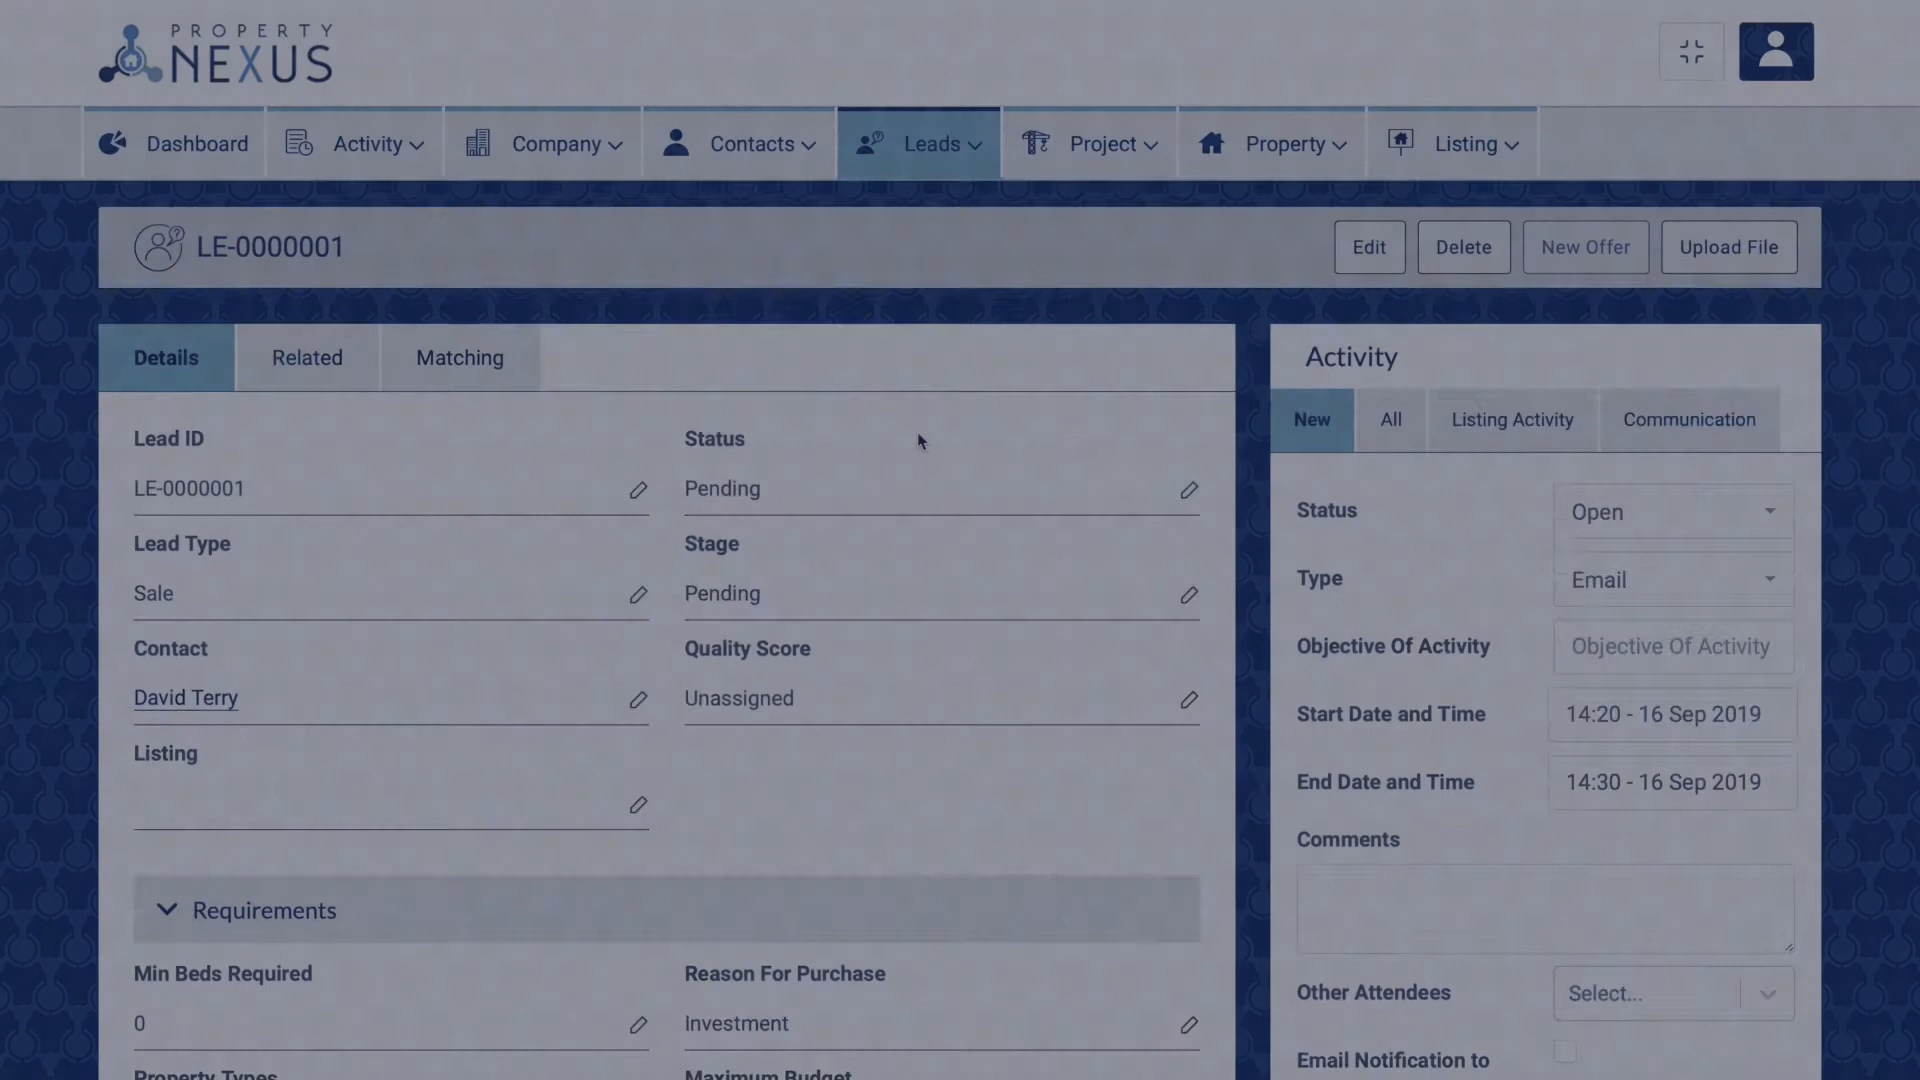 PROPERTY
NEXUS
Dashboard
Activity
Company
Contacts
Leads
Project
Property
Listing
LE-0000001
Edit
Delete
New Offer
Upload File
Details
Related
Matching
Lead ID
LE-0000001
Status
Pending
Lead Type
Sale
Stage
Pending
Contact
David Terry
Quality Score
Unassigned
Listing
Requirements
Min Beds Required
0
Reason For Purchase
Investment
Property Types
Maximum Budget
Activity
New
All
Listing Activity
Communication
Status
Open
Type
Email
Objective Of Activity
Objective Of Activity
Start Date and Time
14:20 - 16 Sep 2019
End Date and Time
14:30 - 16 Sep 2019
Comments
Other Attendees
Select...
Email Notification to